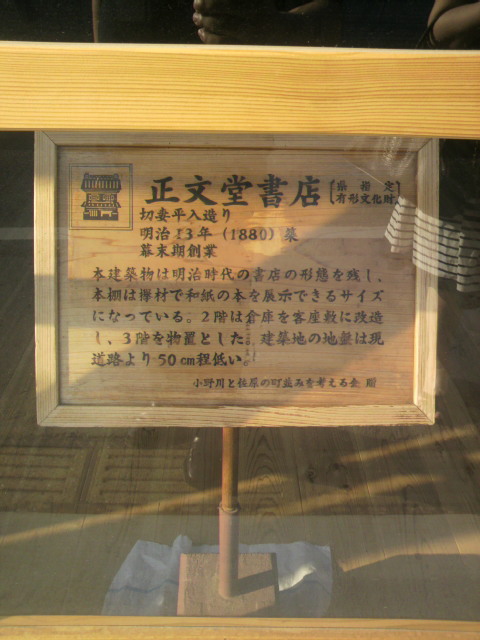 正文堂書店 〔県指定 有形文化財〕
切妻平入造り
明治13年 (1880) 築
幕末期創業
本建築物は明治時代の書店の形態を残し、
本棚は欅材で和紙の本を展示できるサイズ
になっている。2階は倉庫を客座敷に改造
し、3階を物置とした。建築地の地盤は現
道路より50cm程低い。
小野川と佐原の町並みを考える会 贈